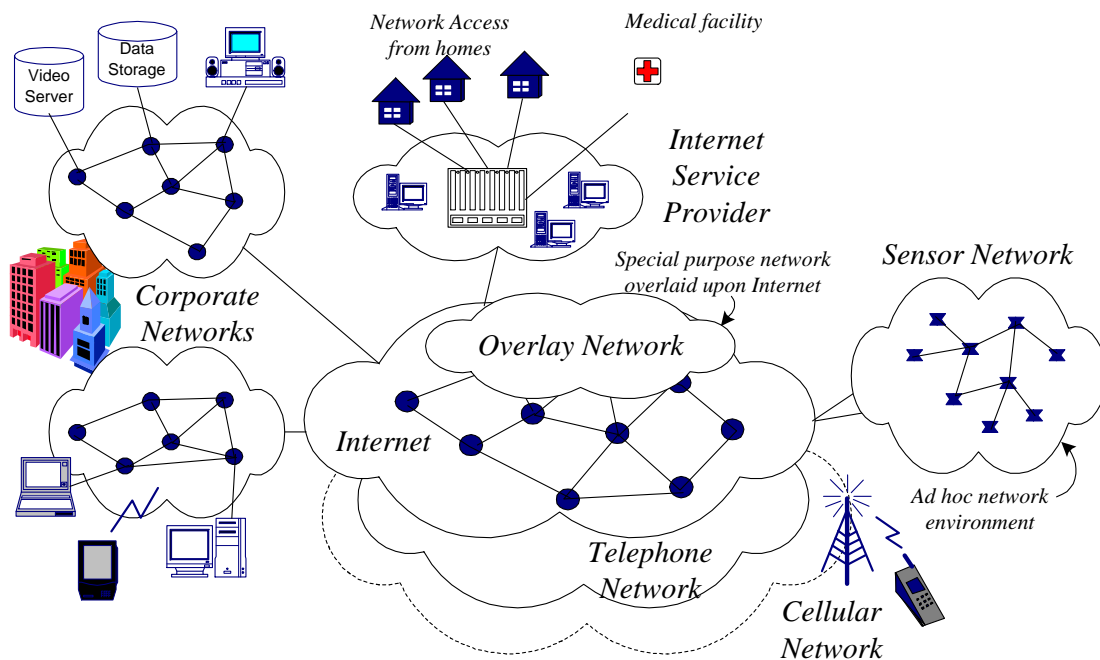 Network Access
from homes
Medical facility
Data
Storage
Video
Server
Internet
Service
Provider
Special purpose network
overlaid upon Internet
Sensor Network
Corporate
Networks
Overlay Network
Internet
Ad hoc network
environment
Telephone
Network
Cellular
Network